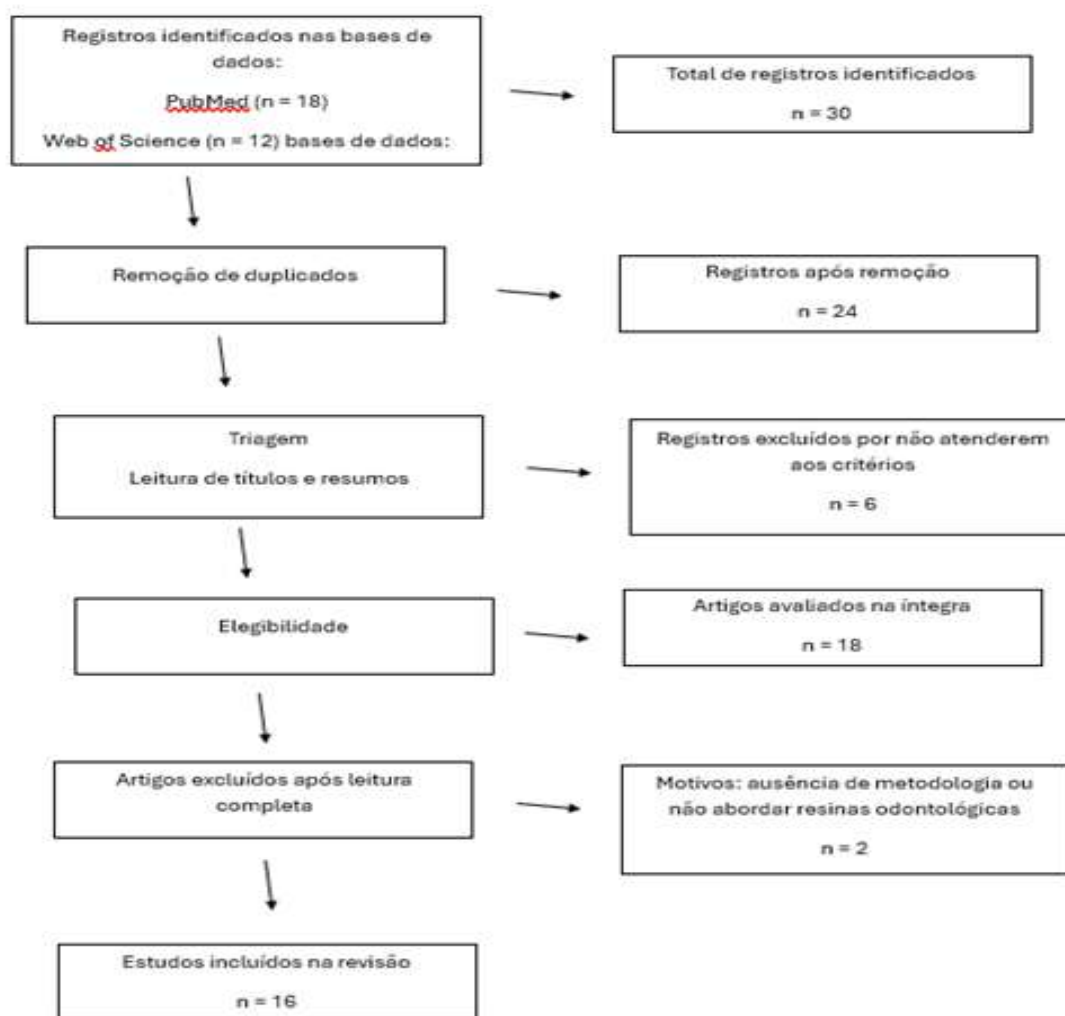 Registros identificados nas bases de
dados:
PubMed (n = 18)
Web of Science (n = 12) bases de dados:
Total de registros identificados
n = 30
Remoção de duplicados
Registros após remoção
n = 24
Triagem
Leitura de títulos e resumos
Registros excluídos por não atenderem
aos critérios
n = 6
Elegibilidade
Artigos avaliados na íntegra
n = 18
Artigos excluídos após leitura
completa
Motivos: ausência de metodologia ou
não abordar resinas odontológicas
n = 2
Estudos incluídos na revisão
n = 16